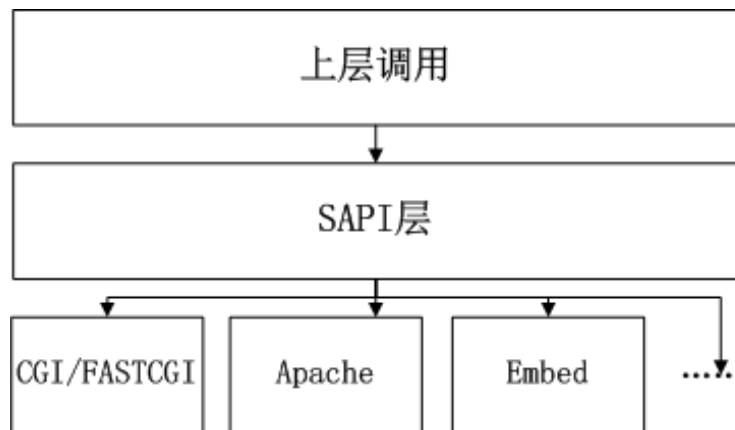 上层调用
SAPI层
CGI/FASTCGI
Apache
Embed
.....